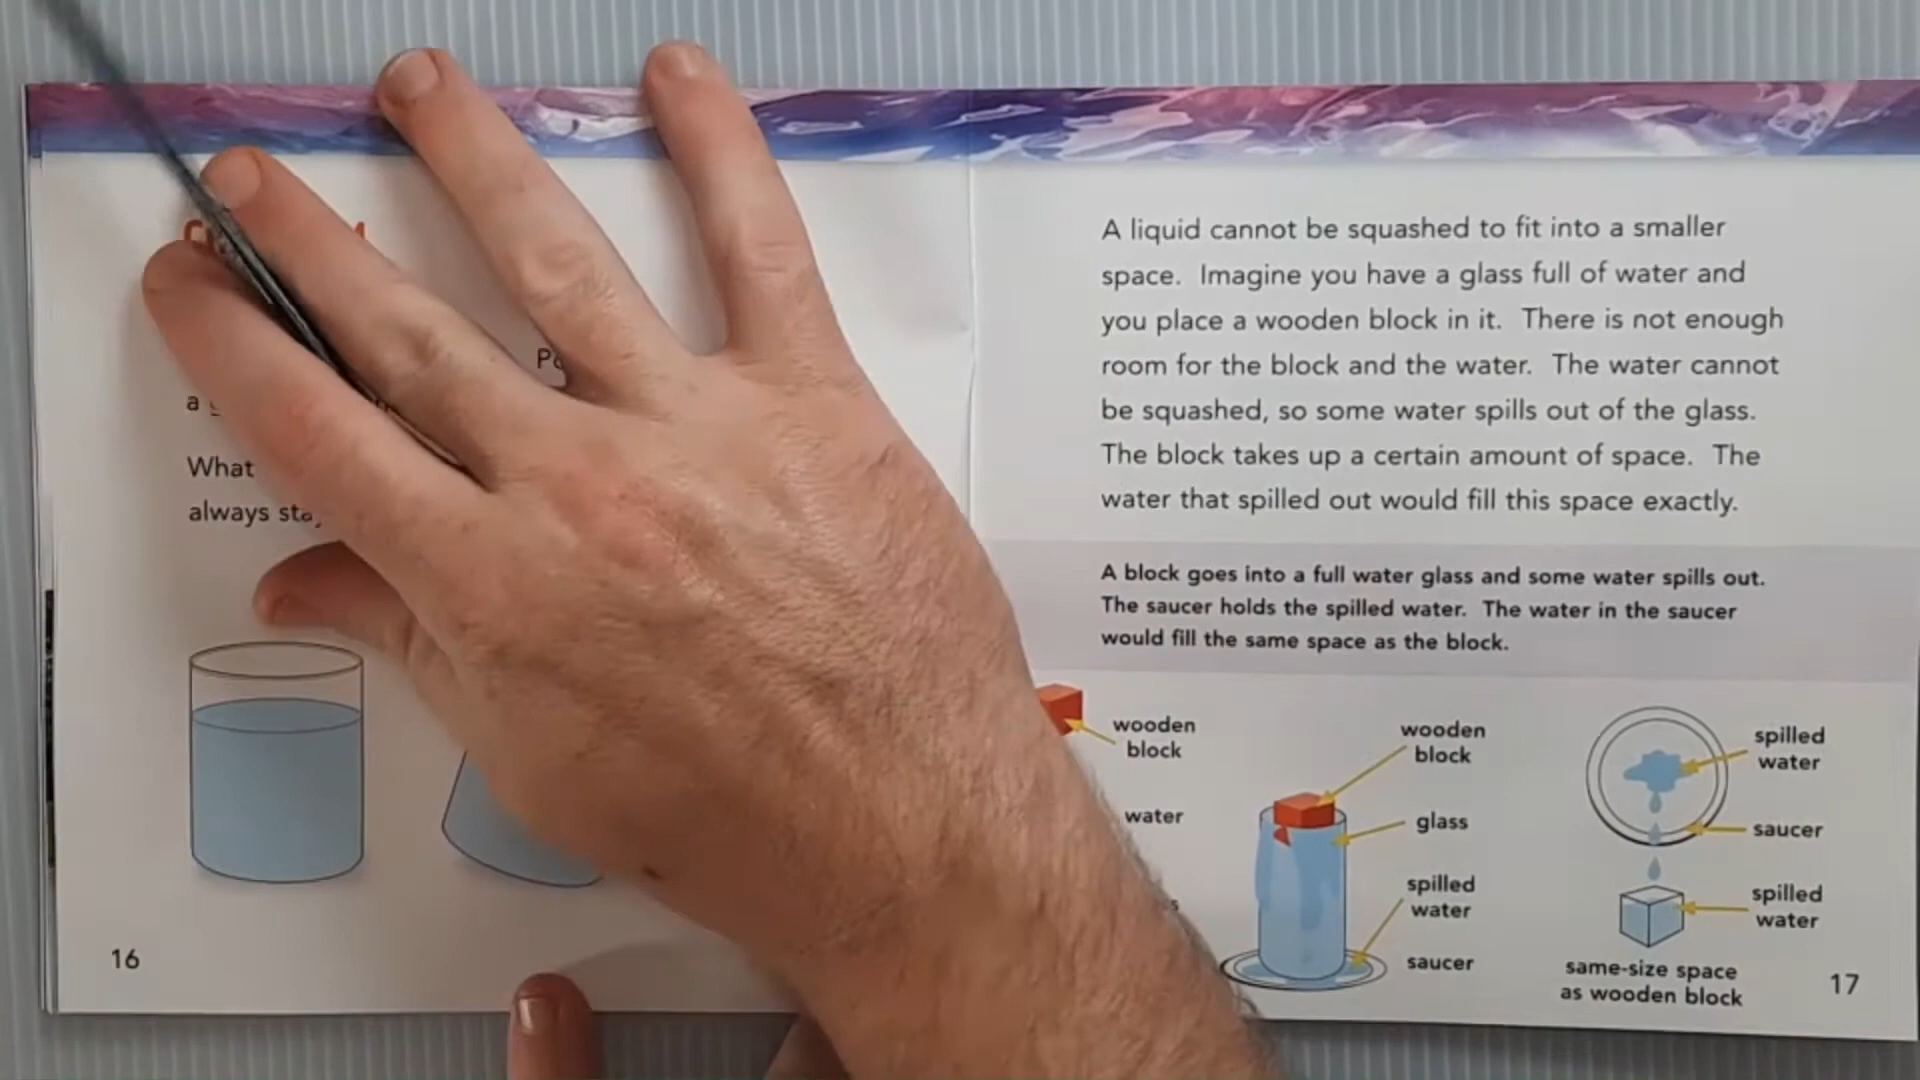 a
What
always
16
A liquid cannot be squashed to fit into a smaller
space. Imagine you have a glass full of water and
you place a wooden block in it. There is not enough
room for the block and the water. The water cannot
be squashed, so some water spills out of the glass.
The block takes up a certain amount of space. The
water that spilled out would fill this space exactly.
A block goes into a full water glass and some water spills out.
The saucer holds the spilled water. The water in the saucer
would fill the same space as the block.
wooden
block
water
wooden
block
glass
spilled
water
saucer
spilled
water
saucer
spilled
water
same-size space
as wooden block
17